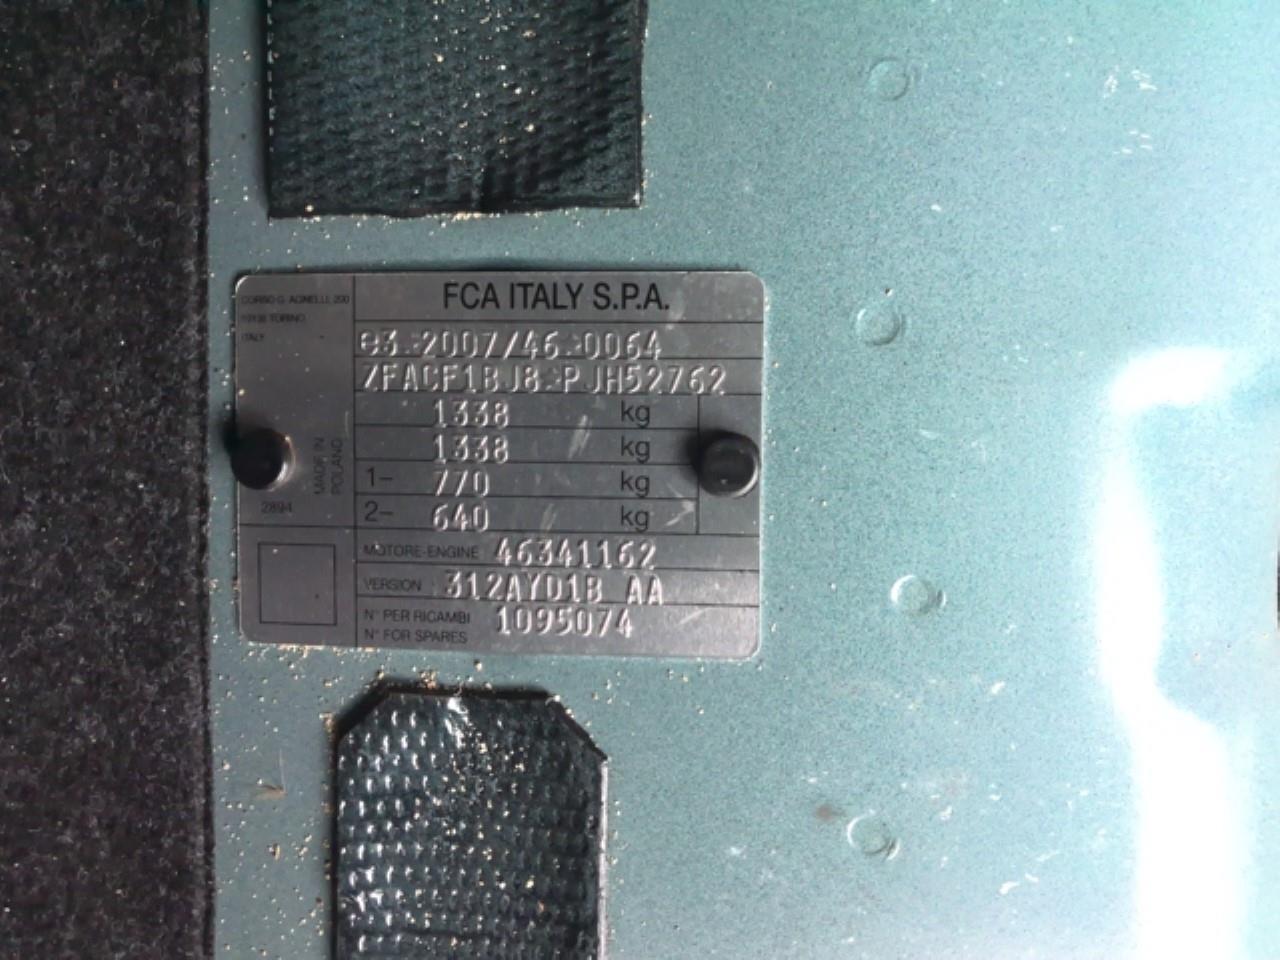 FCA ITALY S.P.A.
CORSO G. AGNELLI, 200
10135 TORINO
ITALY
e3*2007/46*0064
ZFACF1BJ8*PJH52762
1338 kg
1338 kg
1- 770 kg
2- 640 kg
MADE IN
POLAND
2894
MOTORE-ENGINE 46341162
VERSION 312AYD1B AA
N° PER RICAMBI
N° FOR SPARES
1095074